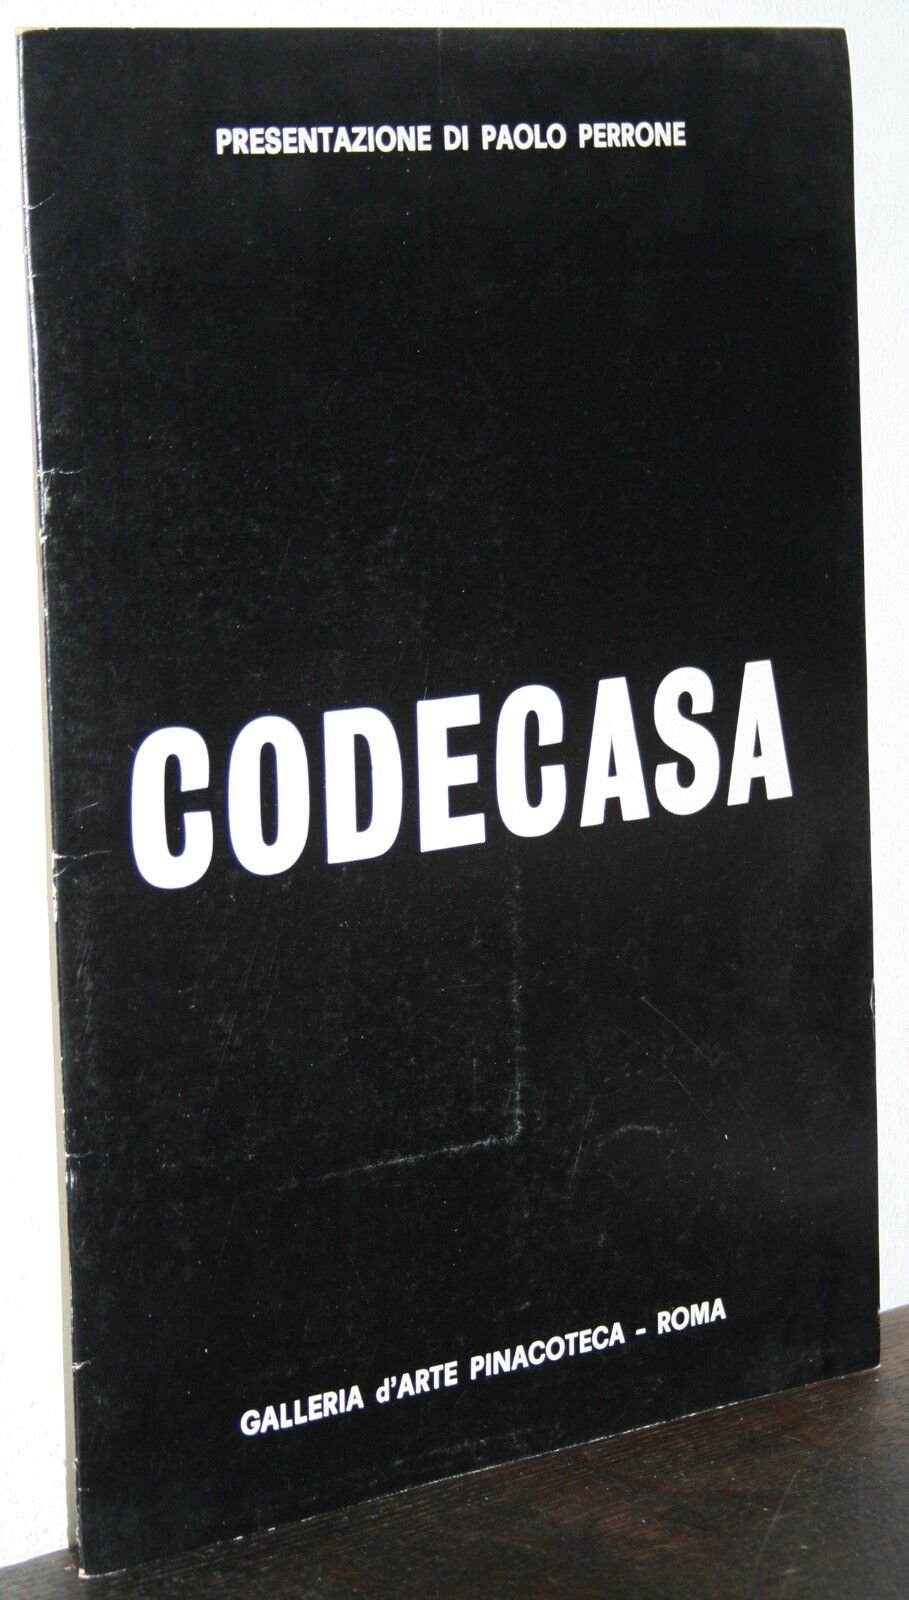 PRESENTAZIONE DI PAOLO PERRONE
CODECASA
GALLERIA d'ARTE PINACOTECA - ROMA